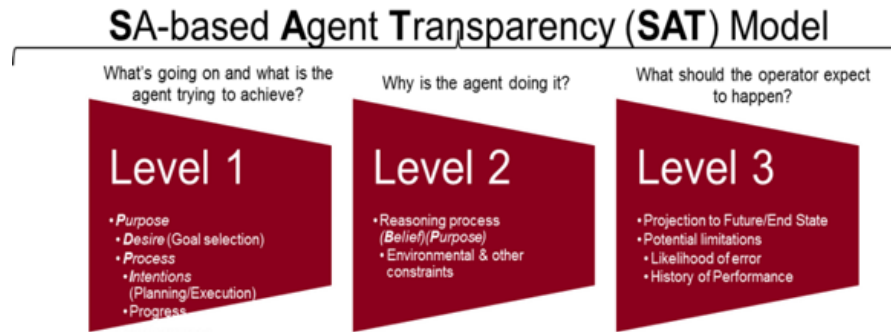 SA-based Agent Transparency (SAT) Model
What's going on and what is the
agent trying to achieve?
Level 1
•Purpose
•Desire (Goal selection)
•Process
•Intentions
(Planning/Execution)
•Progress
Why is the agent doing it?
Level 2
•Reasoning process
(Belief)(Purpose)
•Environmental & other
constraints
What should the operator expect
to happen?
Level 3
•Projection to Future/End State
•Potential limitations
•Likelihood of error
•History of Performance